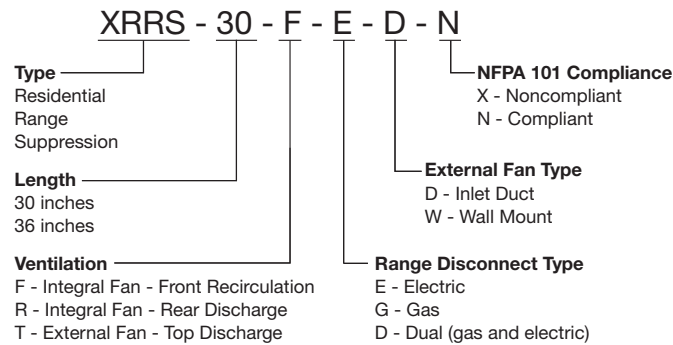 XRRS - 30 - F - E - D - N
Type
Residential
Range
Suppression
Length
30 inches
36 inches
Ventilation
F - Integral Fan - Front Recirculation
R - Integral Fan - Rear Discharge
T - External Fan - Top Discharge
NFPA 101 Compliance
X - Noncompliant
N - Compliant
External Fan Type
D - Inlet Duct
W - Wall Mount
Range Disconnect Type
E - Electric
G - Gas
D - Dual (gas and electric)